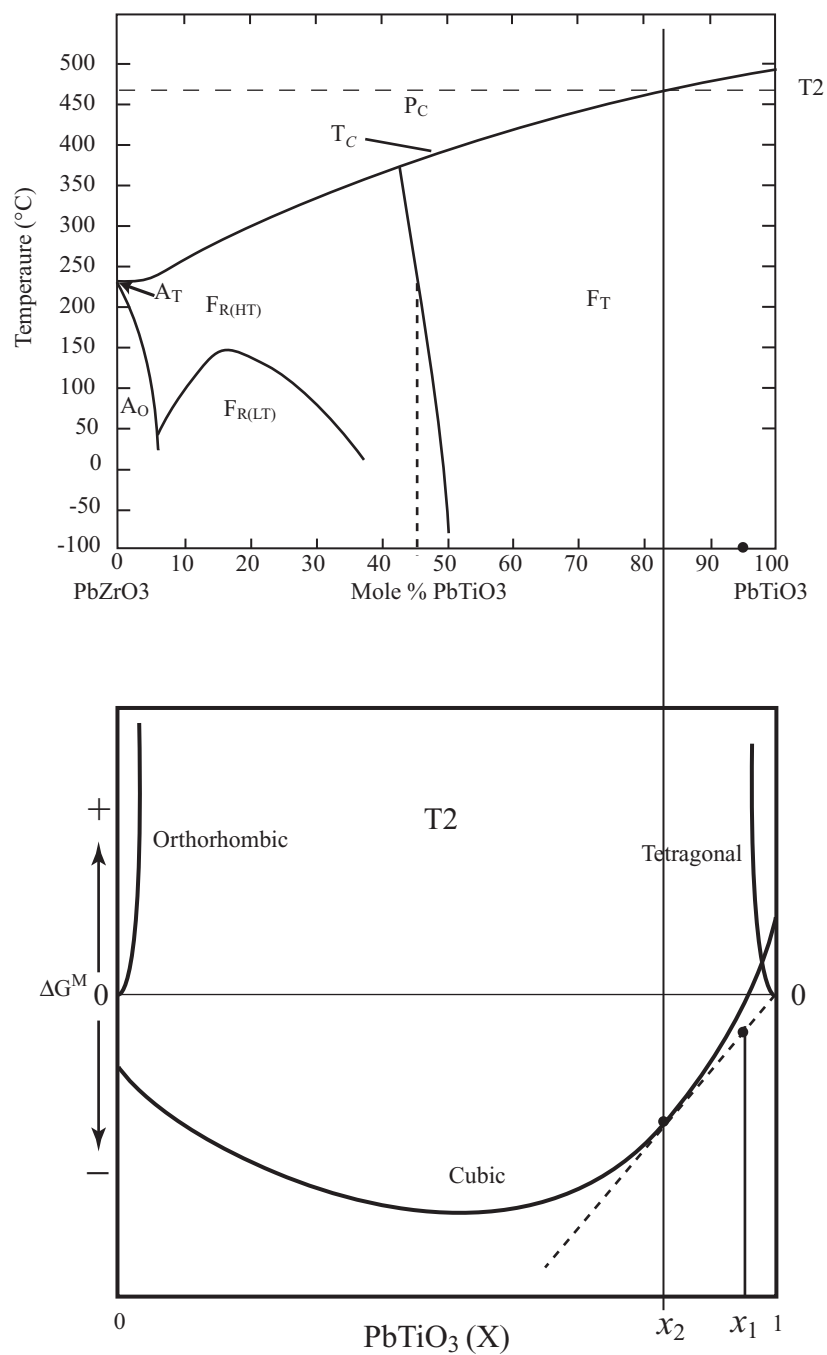 500
450
400
350
300
250
200
150
100
50
0
-50
-100
Temperaure (°C)
T2
P_C
T_C
A_T
F_R(HT)
F_T
A_O
F_R(LT)
0 10 20 30 40 50 60 70 80 90 100
PbZrO3 Mole % PbTiO3 PbTiO3
T2
+
Orthorhombic
Tetragonal
ΔG^M 0
0
−
Cubic
0 x₂ x₁ 1
PbTiO₃ (X)